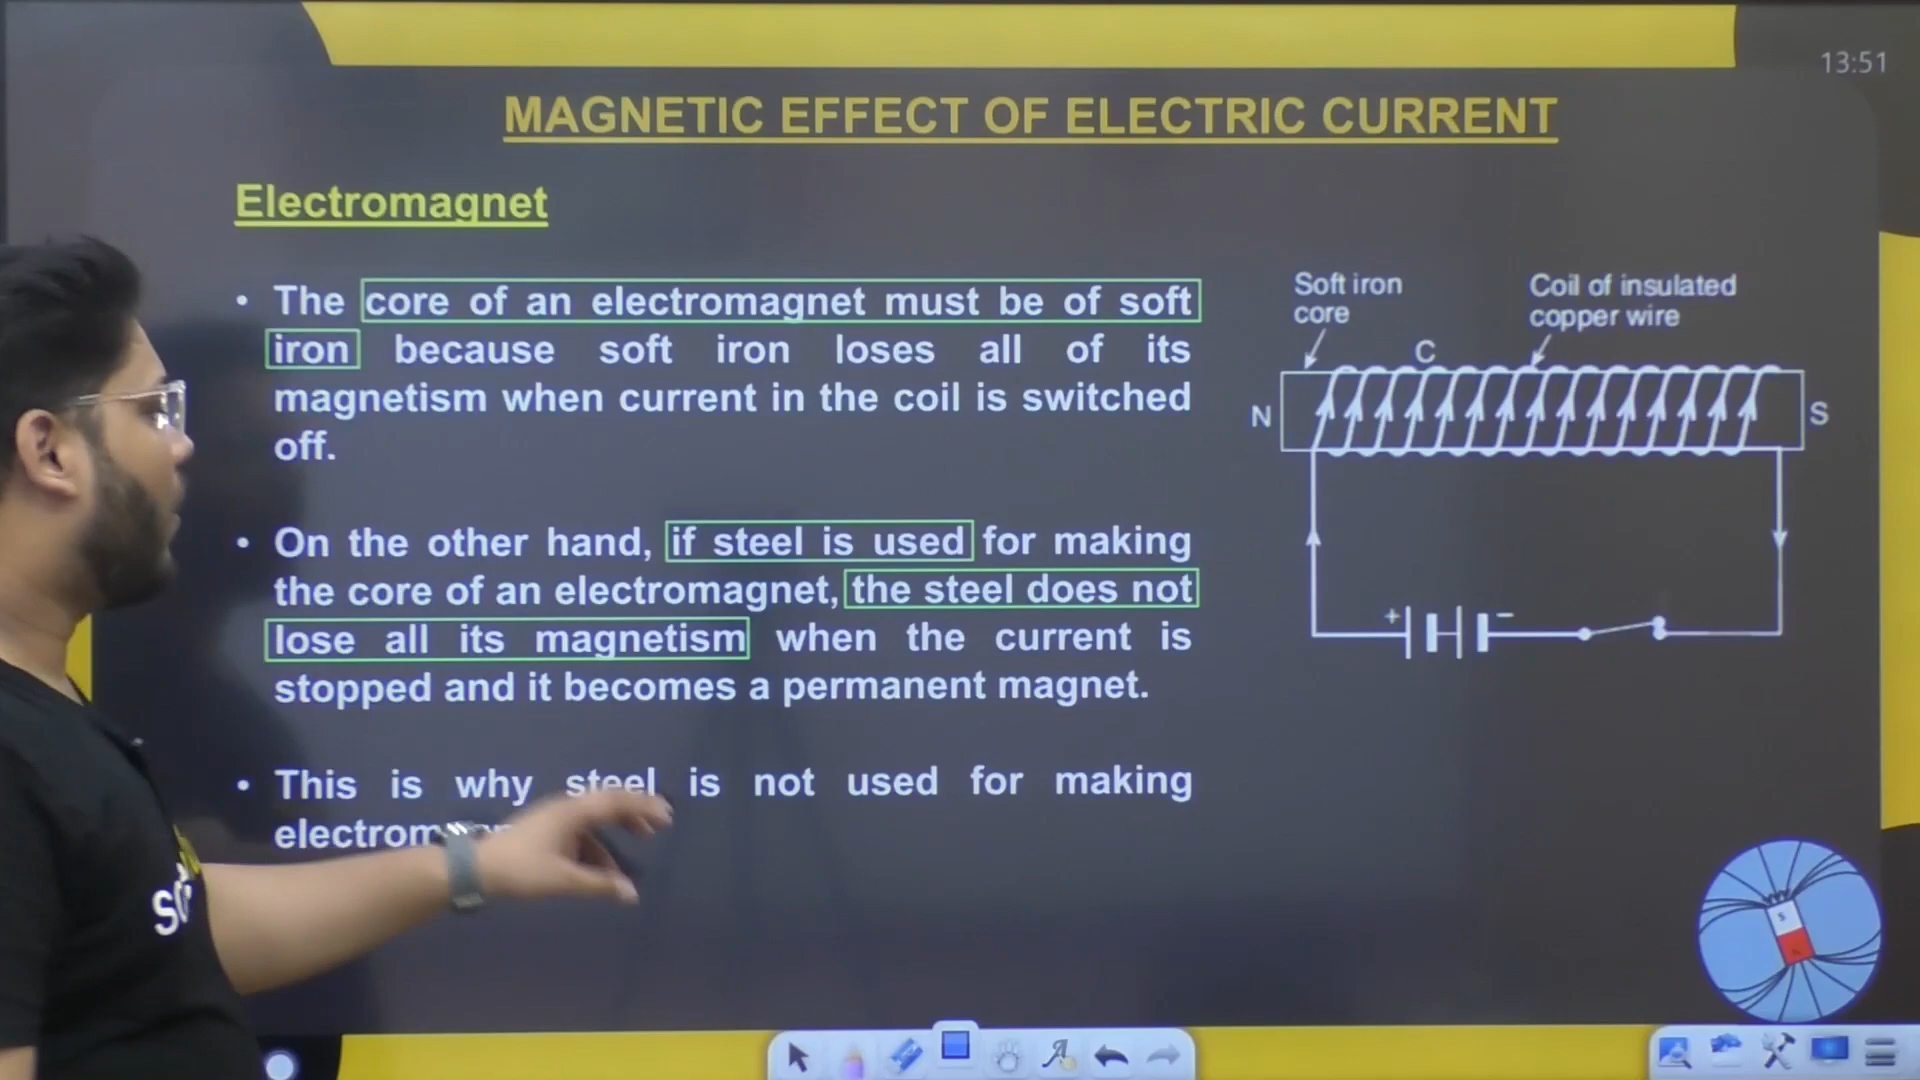 13:51
MAGNETIC EFFECT OF ELECTRIC CURRENT
Electromagnet
• The core of an electromagnet must be of soft
iron because soft iron loses all of its
magnetism when current in the coil is switched
off.
• On the other hand, if steel is used for making
the core of an electromagnet, the steel does not
lose all its magnetism when the current is
stopped and it becomes a permanent magnet.
• This is why steel is not used for making
Soft iron
core
Coil of insulated
copper wire
C
N
S
+
−
S